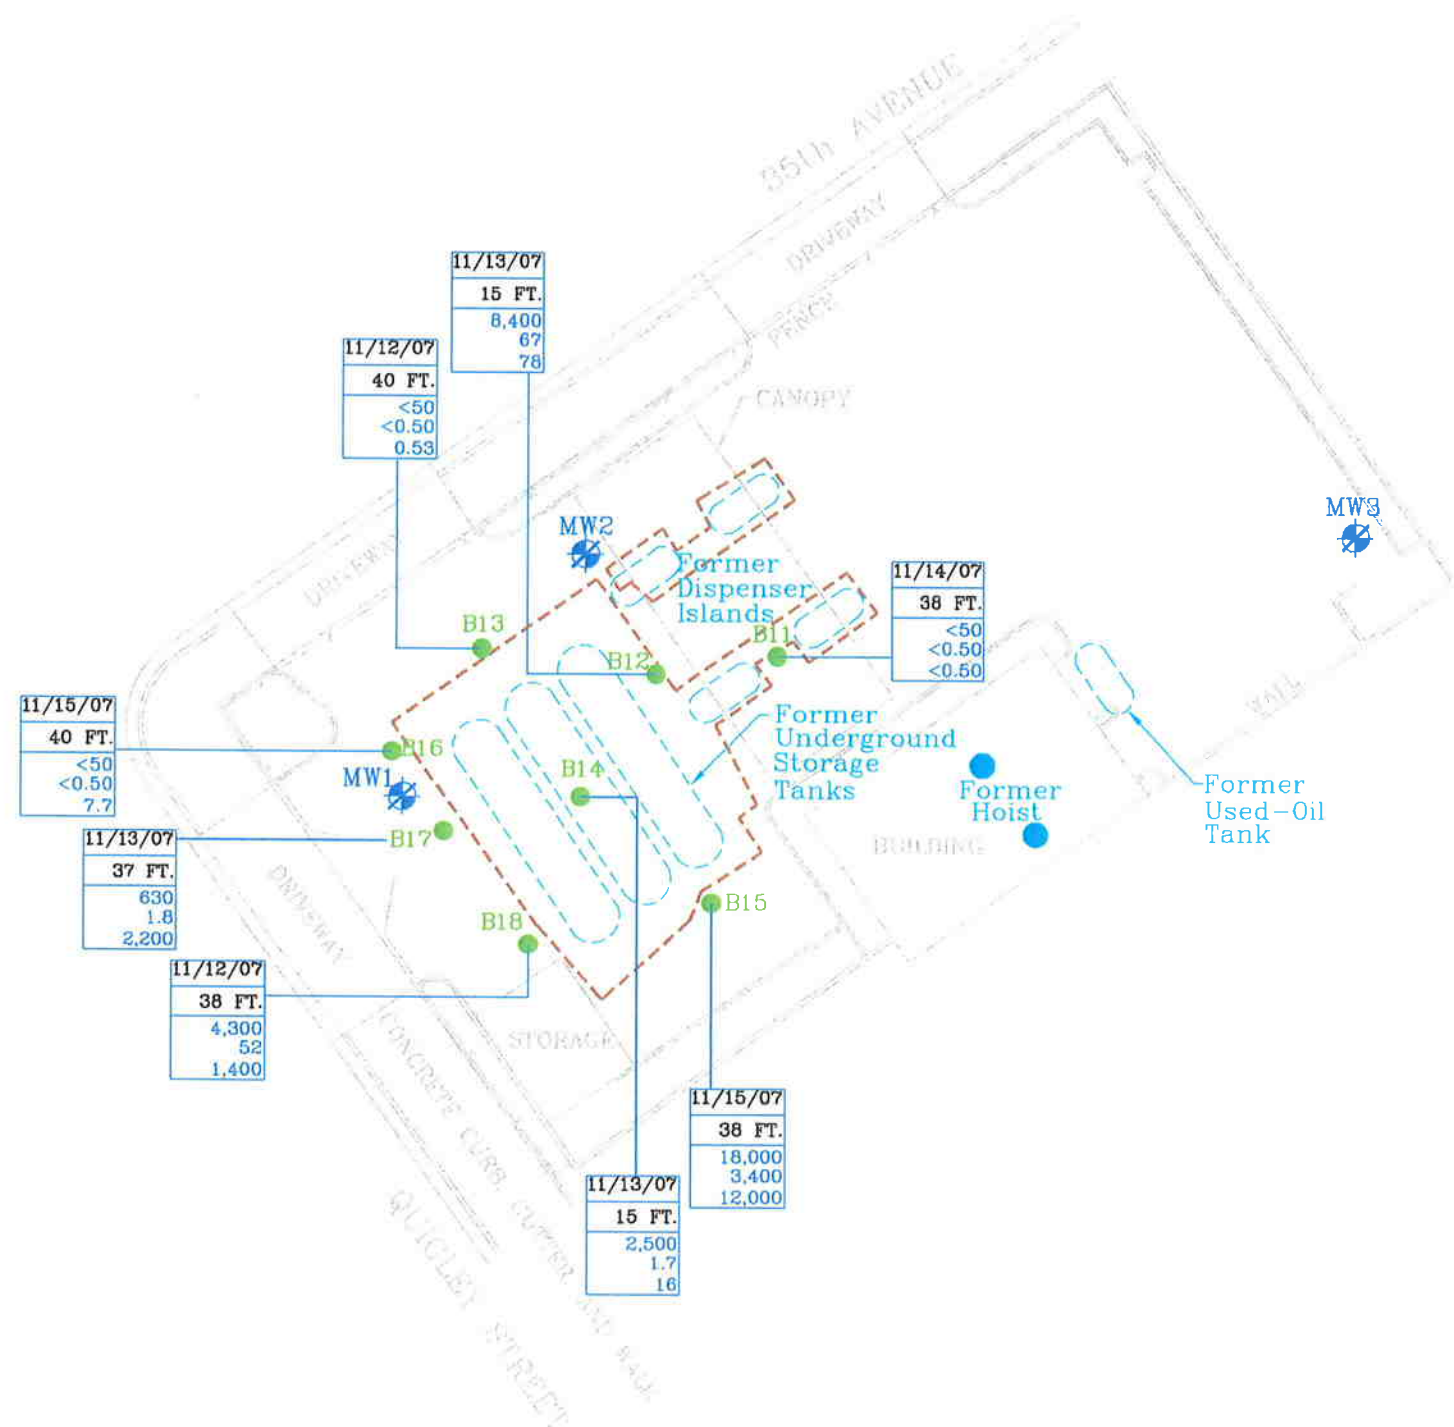 35th AVENUE
DRIVEWAY
FENCE
CANOPY
11/13/07
15 FT.
8,400
67
78
11/12/07
40 FT.
<50
<0.50
0.53
MW2
MW3
Former
Dispenser
Islands
11/14/07
38 FT.
<50
<0.50
<0.50
DRIVEWAY
B13
B11
B12
11/15/07
40 FT.
<50
<0.50
7.7
B16
MW1
B14
Former
Underground
Storage
Tanks
WALL
Former
Hoist
Former
Used-Oil
Tank
BUILDING
11/13/07
37 FT.
630
1.8
2,200
B17
DRIVEWAY
B18
B15
11/12/07
38 FT.
4,300
52
1,400
STORAGE
CONCRETE CURB, GUTTER AND WALK
11/15/07
38 FT.
18,000
3,400
12,000
11/13/07
15 FT.
2,500
1.7
16
QUIGLEY STREET